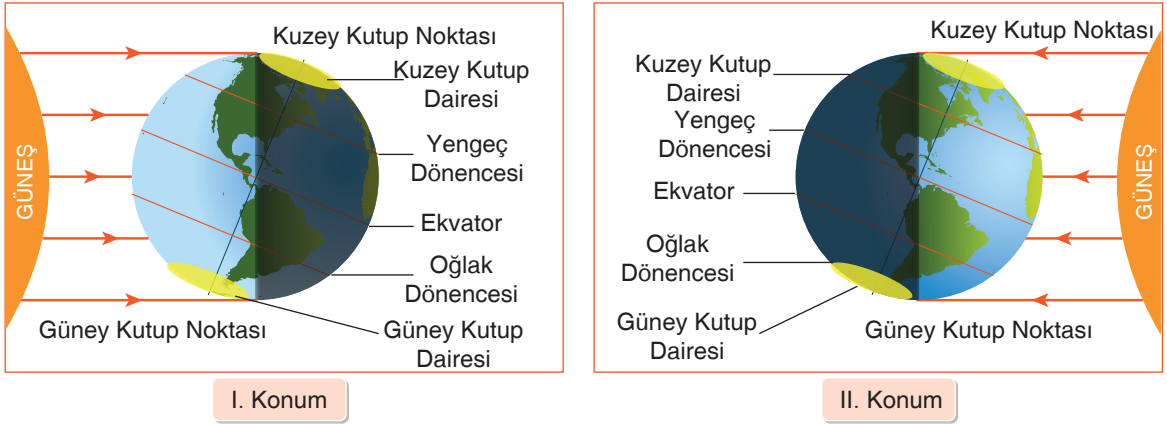 GÜNEŞ
Kuzey Kutup Noktası
Kuzey Kutup
Dairesi
Yengeç
Dönencesi
Ekvator
Oğlak
Dönencesi
Güney Kutup
Dairesi
Güney Kutup Noktası
I. Konum
Kuzey Kutup Noktası
Kuzey Kutup
Dairesi
Yengeç
Dönencesi
Ekvator
Oğlak
Dönencesi
Güney Kutup
Dairesi
Güney Kutup Noktası
GÜNEŞ
II. Konum